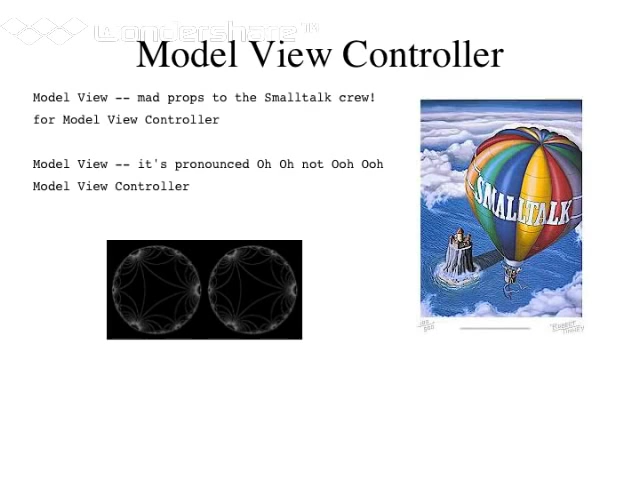 wondershare™
Model View Controller
Model View -- mad props to the Smalltalk crew!
for Model View Controller
Model View -- it's pronounced Oh Oh not Ooh Ooh
Model View Controller
SMALLTALK